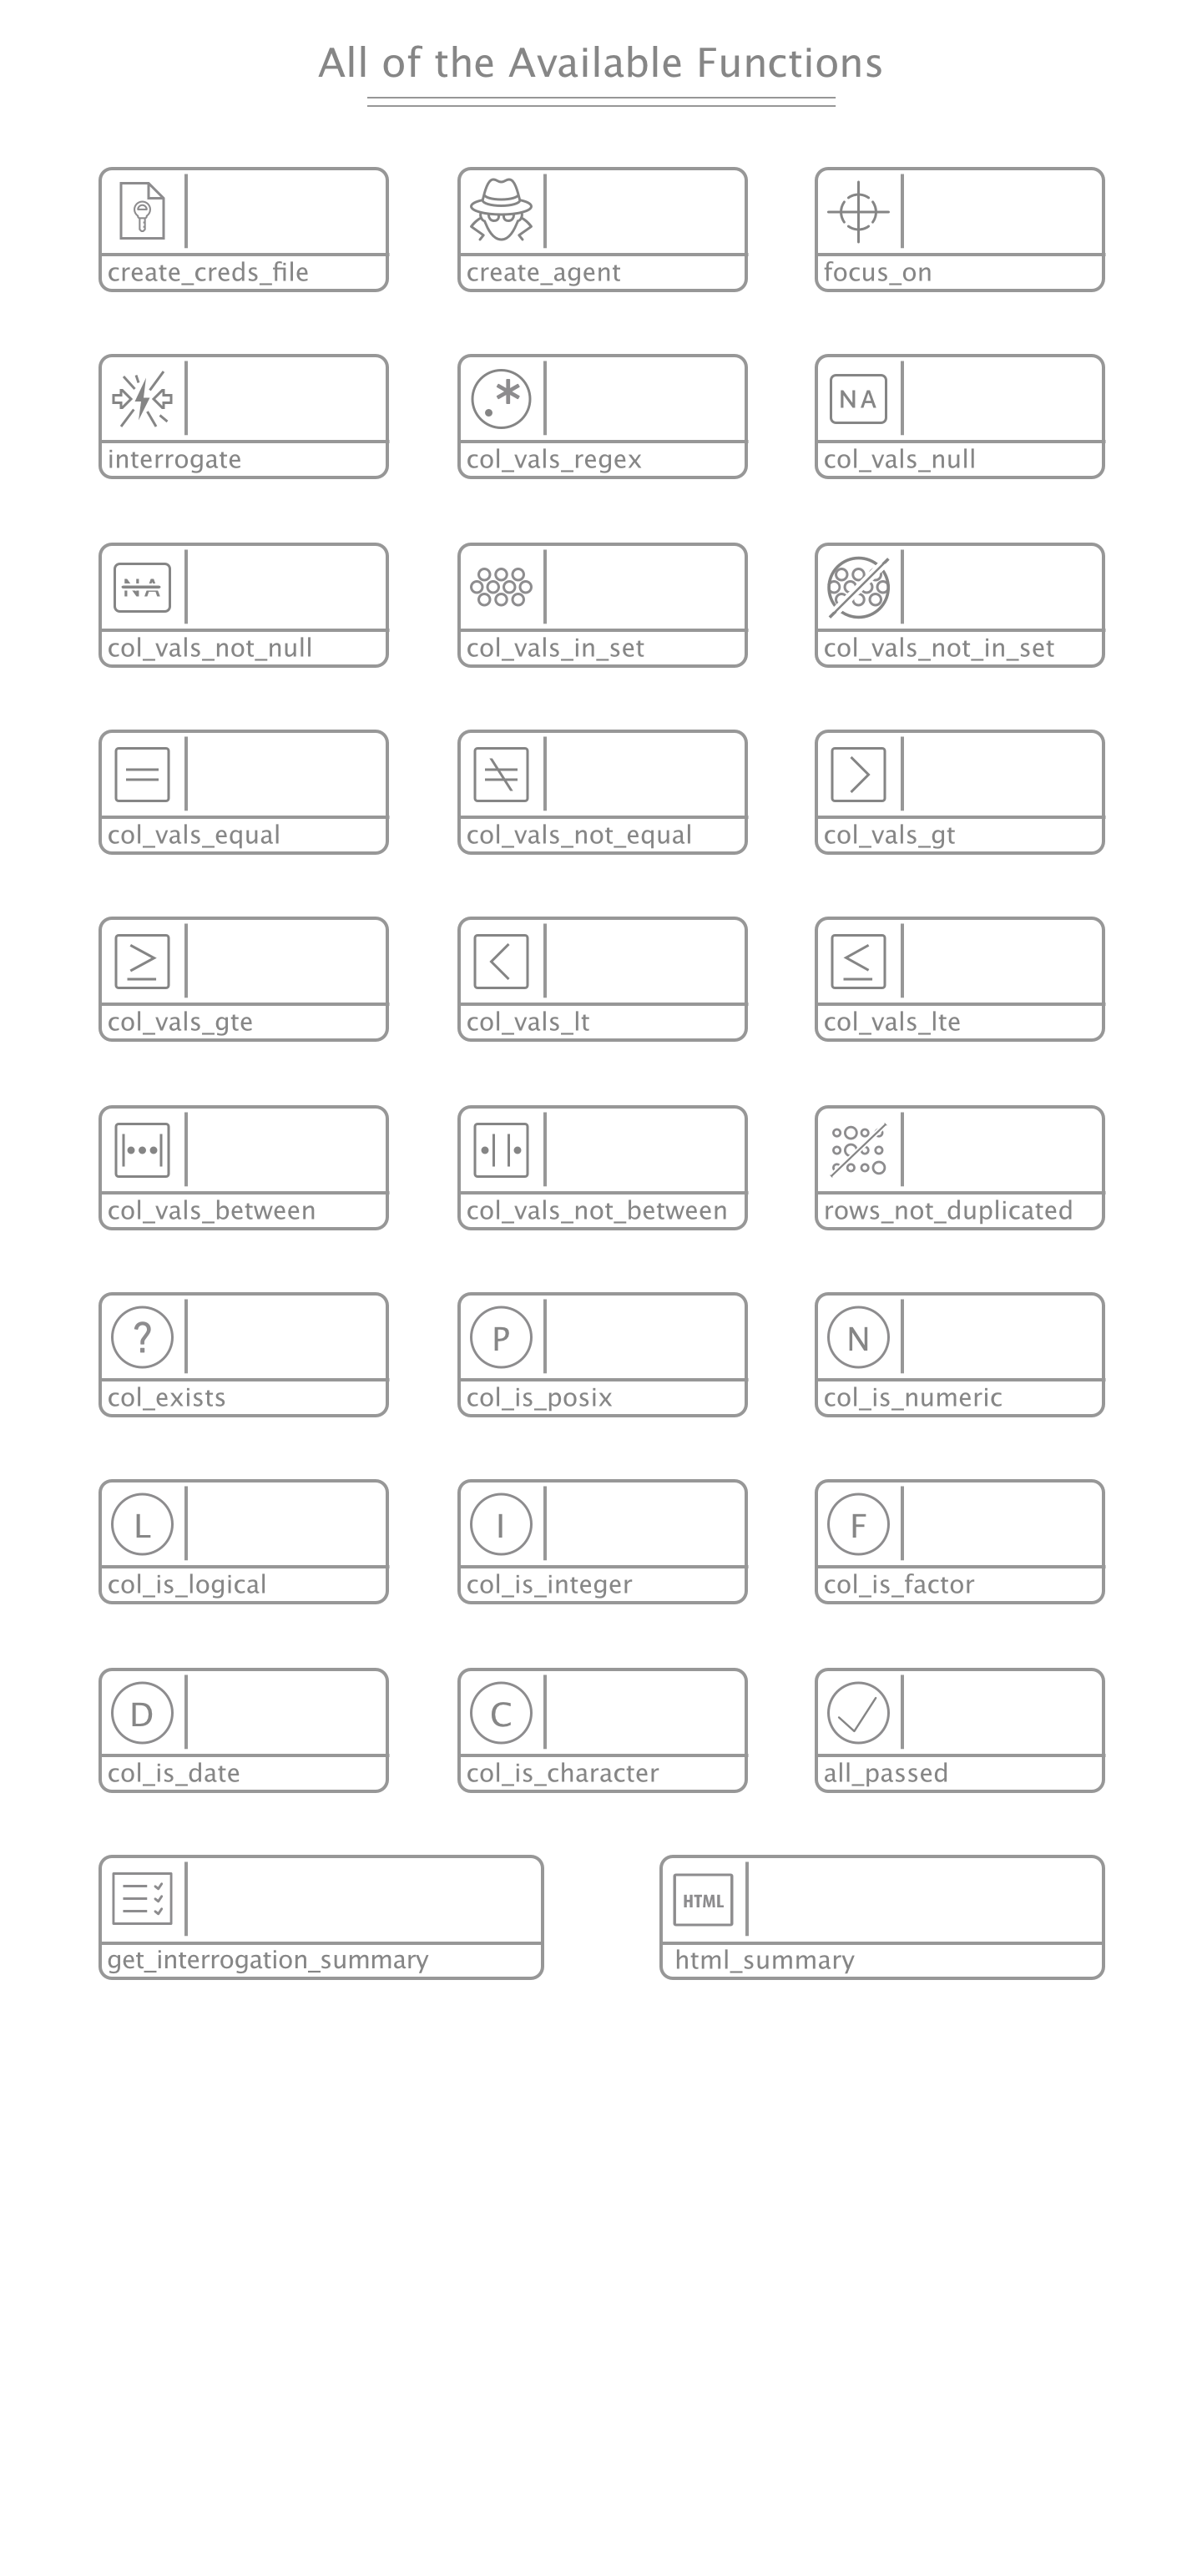 All of the Available Functions
create_creds_file
create_agent
focus_on
interrogate
.*
col_vals_regex
NA
col_vals_null
NA
col_vals_not_null
col_vals_in_set
col_vals_not_in_set
=
col_vals_equal
≠
col_vals_not_equal
>
col_vals_gt
≥
col_vals_gte
<
col_vals_lt
≤
col_vals_lte
col_vals_between
col_vals_not_between
rows_not_duplicated
?
col_exists
P
col_is_posix
N
col_is_numeric
L
col_is_logical
I
col_is_integer
F
col_is_factor
D
col_is_date
C
col_is_character
all_passed
get_interrogation_summary
HTML
html_summary